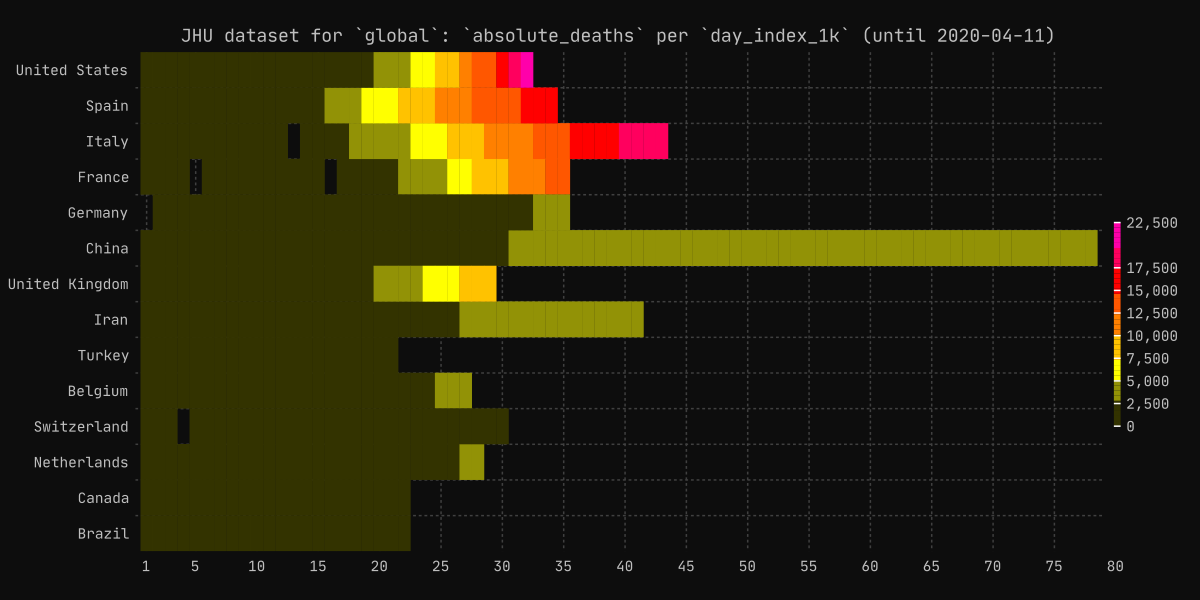 JHU dataset for `global`: `absolute_deaths` per `day_index_1k` (until 2020-04-11)
United States
Spain
Italy
France
Germany
China
United Kingdom
Iran
Turkey
Belgium
Switzerland
Netherlands
Canada
Brazil
22,500
17,500
15,000
12,500
10,000
7,500
5,000
2,500
0
1 5 10 15 20 25 30 35 40 45 50 55 60 65 70 75 80